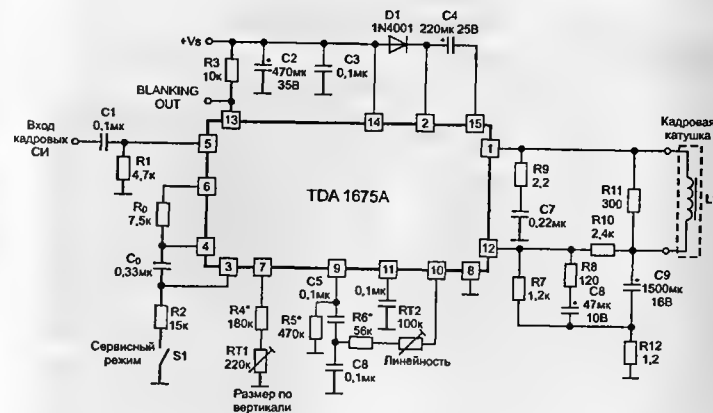 D1
1N4001
C4
220мк 25В
+Vs
R3
10к
C2
470мк
35В
C3
0,1мк
BLANKING
OUT
Вход
кадровых
СИ
C1
0,1мк
R1
4,7к
13
14
2
15
5
6
4
3
7
9
11
10
8
12
1
TDA 1675A
Кадровая
катушка
L
R9
2,2
C7
0,22мк
R11
300
R10
2,4к
R0
7,5к
C0
0,33мк
R2
15к
Сервисный
режим
S1
R4*
180к
RT1
220к
Размер по
вертикали
C5
0,1мк
R5*
470к
R6*
56к
C8
0,1мк
0,1мк
RT2
100к
Линейность
R7
1,2к
R8
120
C8
47мк
10В
C9
1500мк
16В
R12
1,2